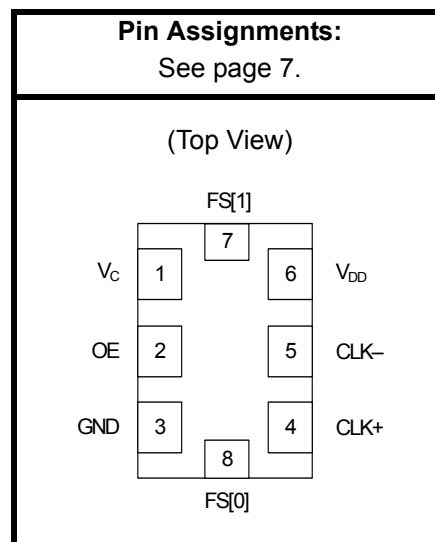 Pin Assignments:
See page 7.
(Top View)
FS[1]
7
V_C 1 6 V_DD
OE 2 5 CLK–
GND 3 4 CLK+
8
FS[0]